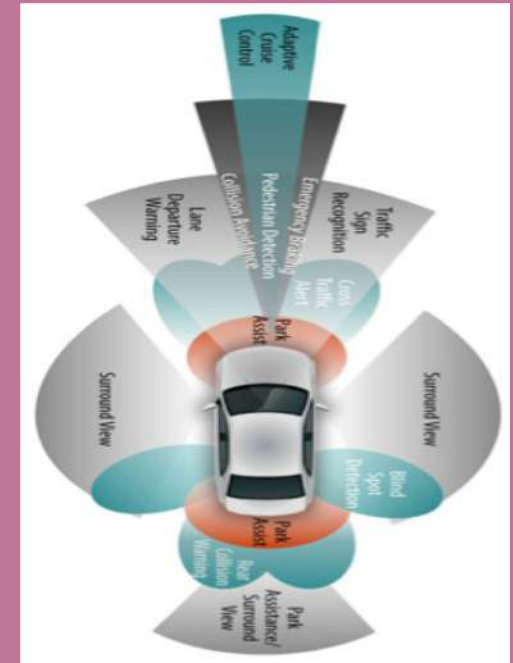 Adaptive
Cruise
Control
Emergency Braking
Pedestrian Detection
Collision Avoidance
Traffic
Sign
Recognition
Lane
Departure
Warning
Cross
Traffic
Alert
Park
Assist
Surround View
Surround View
Blind
Spot
Detection
Park
Assist
Rear
Collision
Warning
Park
Assistance/
Surround
View